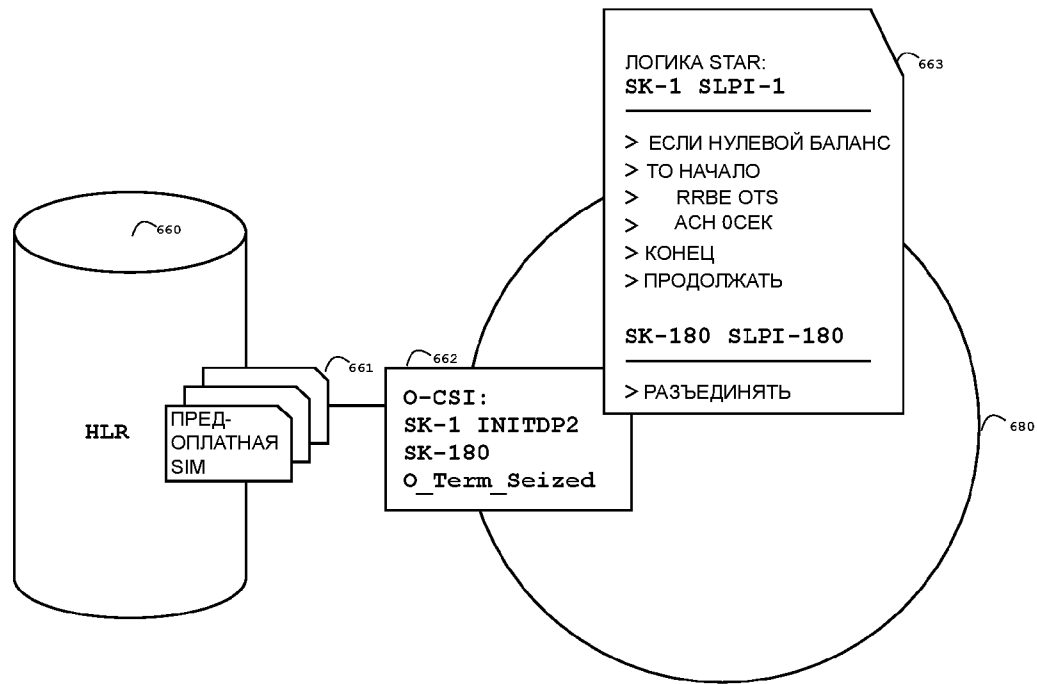 ЛОГИКА STAR:
SK-1 SLPI-1
> ЕСЛИ НУЛЕВОЙ БАЛАНС
> ТО НАЧАЛО
> RRBE OTS
> ACH 0СЕК
> КОНЕЦ
> ПРОДОЛЖАТЬ
SK-180 SLPI-180
> РАЗЪЕДИНЯТЬ
663
660
661
662
HLR
ПРЕД-
ОПЛАТНАЯ
SIM
O-CSI:
SK-1 INITDP2
SK-180
O_Term_Seized
680